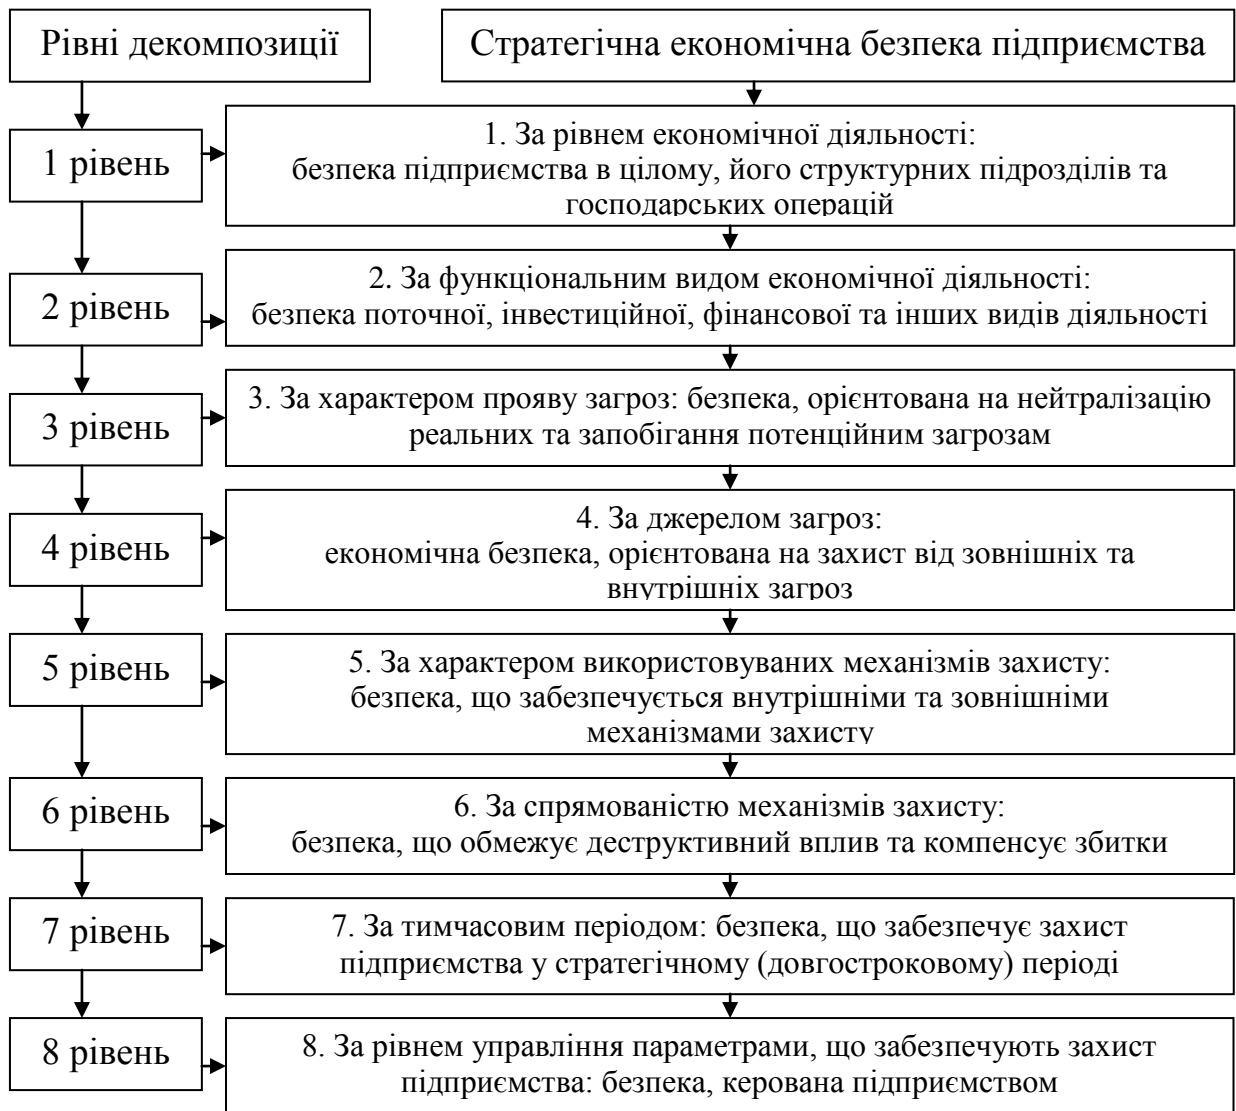 Рівні декомпозиції
Стратегічна економічна безпека підприємства
1 рівень
1. За рівнем економічної діяльності:
безпека підприємства в цілому, його структурних підрозділів та
господарських операцій
2 рівень
2. За функціональним видом економічної діяльності:
безпека поточної, інвестиційної, фінансової та інших видів діяльності
3 рівень
3. За характером прояву загроз: безпека, орієнтована на нейтралізацію
реальних та запобігання потенційним загрозам
4 рівень
4. За джерелом загроз:
економічна безпека, орієнтована на захист від зовнішніх та
внутрішніх загроз
5 рівень
5. За характером використовуваних механізмів захисту:
безпека, що забезпечується внутрішніми та зовнішніми
механізмами захисту
6 рівень
6. За спрямованістю механізмів захисту:
безпека, що обмежує деструктивний вплив та компенсує збитки
7 рівень
7. За тимчасовим періодом: безпека, що забезпечує захист
підприємства у стратегічному (довгостроковому) періоді
8 рівень
8. За рівнем управління параметрами, що забезпечують захист
підприємства: безпека, керована підприємством